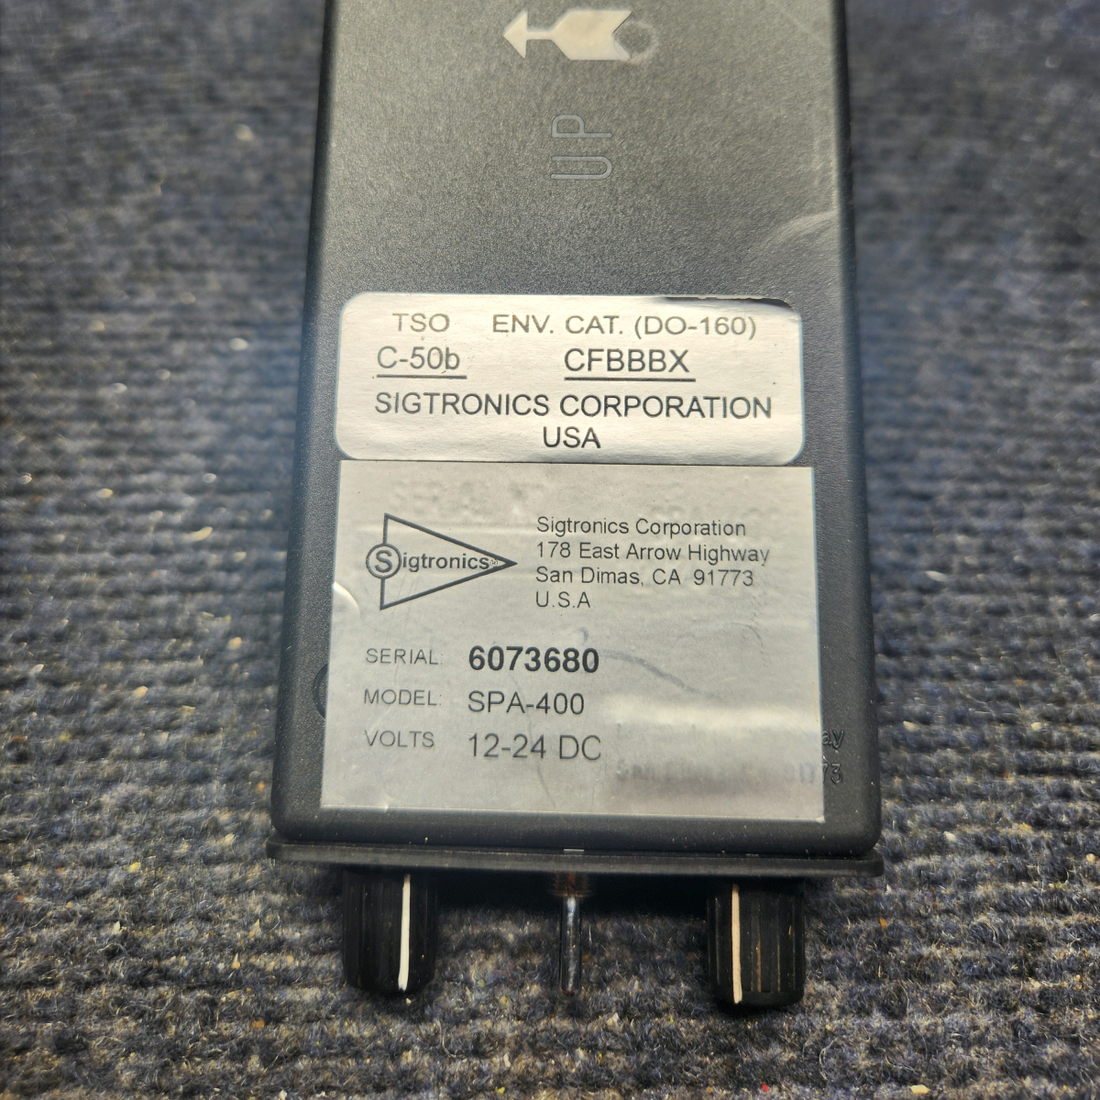 UP
TSO ENV. CAT. (DO-160)
C-50b CFBBBX
SIGTRONICS CORPORATION
USA
Sigtronics®
Sigtronics Corporation
178 East Arrow Highway
San Dimas, CA 91773
U.S.A
SERIAL: 6073680
MODEL: SPA-400
VOLTS 12-24 DC